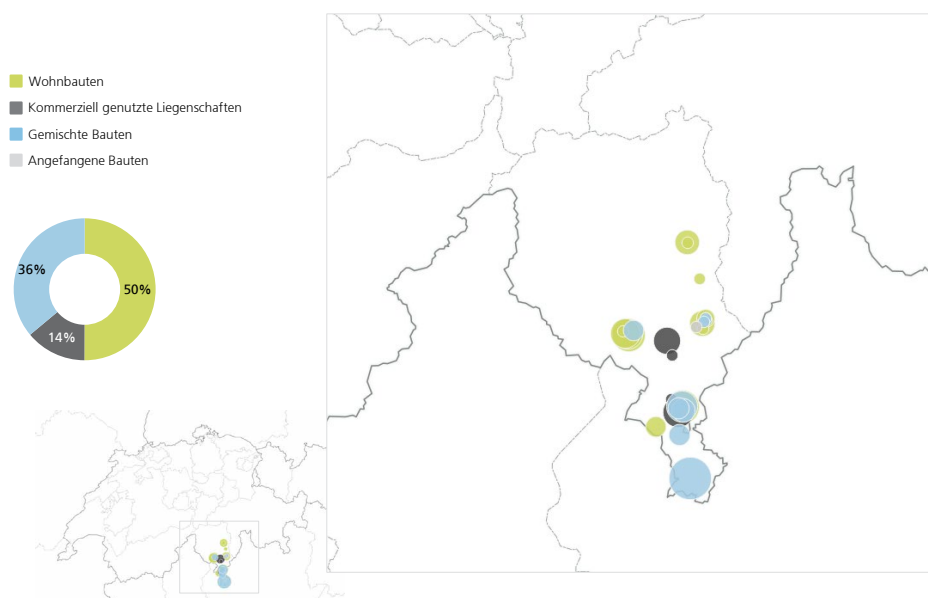 Wohnbauten
Kommerziell genutzte Liegenschaften
Gemischte Bauten
Angefangene Bauten
36%
50%
14%